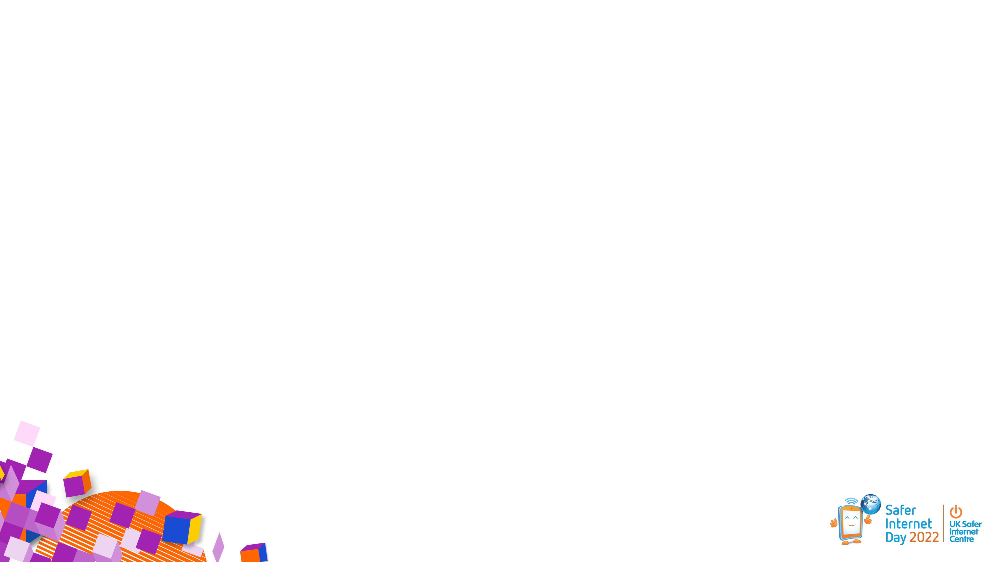 Safer
Internet
Day 2022
UK Safer
Internet
Centre